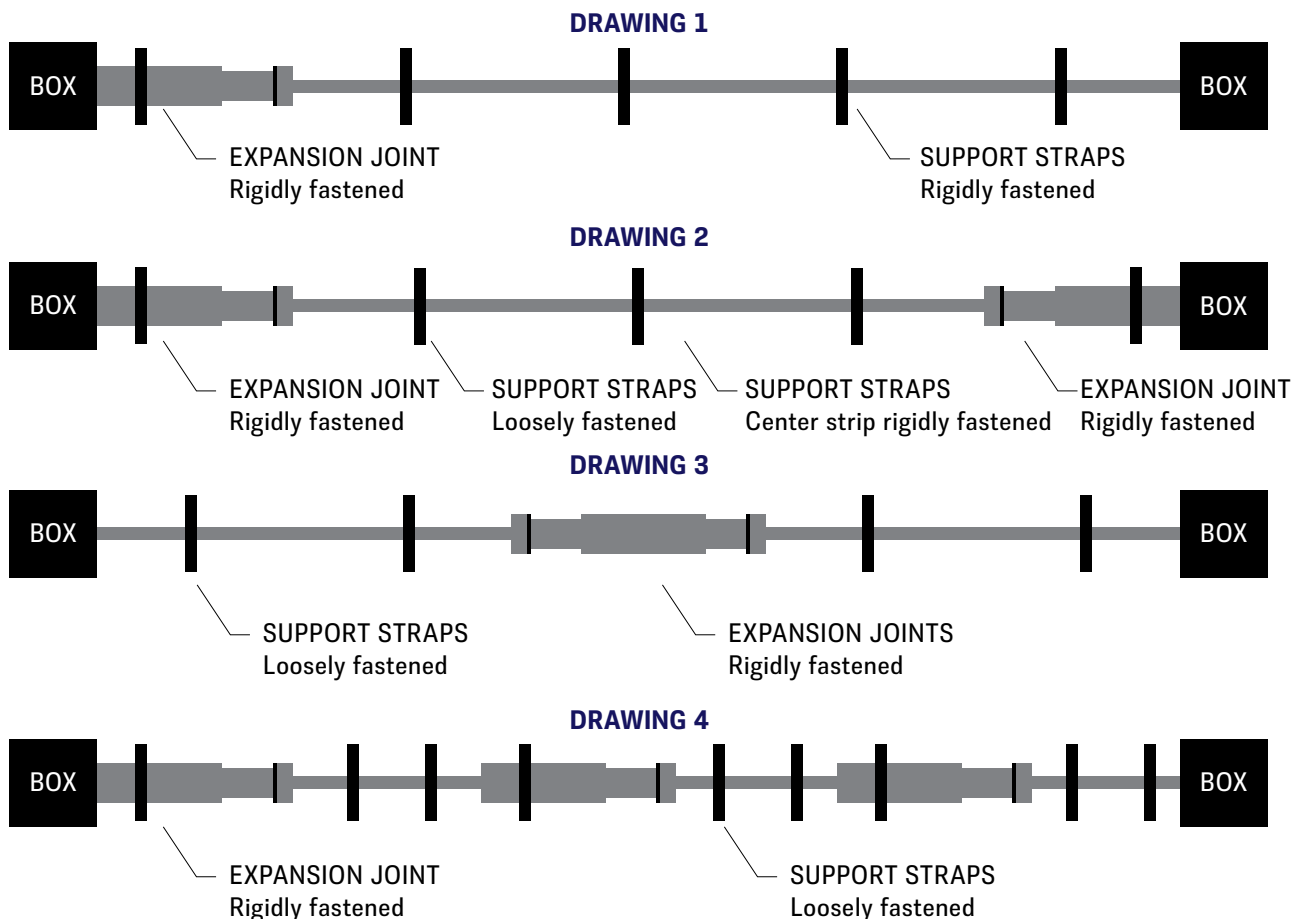 DRAWING 1
BOX
BOX
EXPANSION JOINT
Rigidly fastened
SUPPORT STRAPS
Rigidly fastened
DRAWING 2
BOX
BOX
EXPANSION JOINT
Rigidly fastened
SUPPORT STRAPS
Loosely fastened
SUPPORT STRAPS
Center strip rigidly fastened
EXPANSION JOINT
Rigidly fastened
DRAWING 3
BOX
BOX
SUPPORT STRAPS
Loosely fastened
EXPANSION JOINTS
Rigidly fastened
DRAWING 4
BOX
BOX
EXPANSION JOINT
Rigidly fastened
SUPPORT STRAPS
Loosely fastened